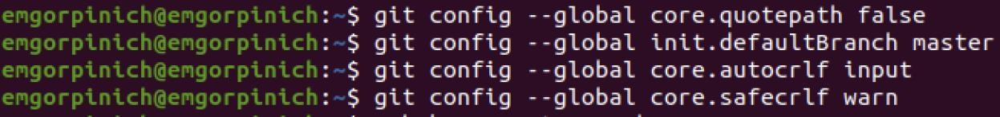 emgorpinich@emgorpinich:~$ git config --global core.quotepath false
emgorpinich@emgorpinich:~$ git config --global init.defaultBranch master
emgorpinich@emgorpinich:~$ git config --global core.autocrlf input
emgorpinich@emgorpinich:~$ git config --global core.safecrlf warn